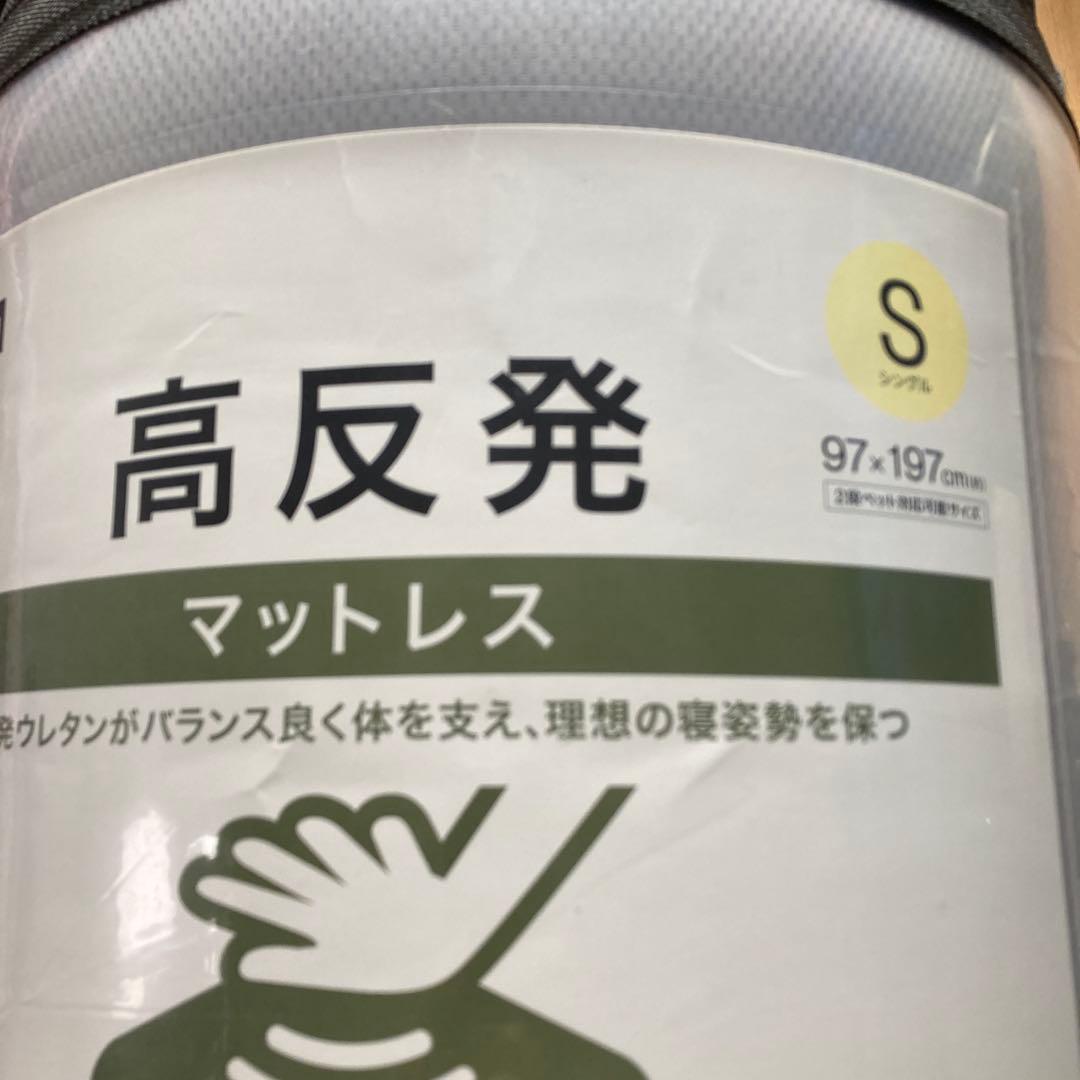 S
シングル
97×197cm(約)
高反発
マットレス
発ウレタンがバランス良く体を支え、理想の寝姿勢を保つ